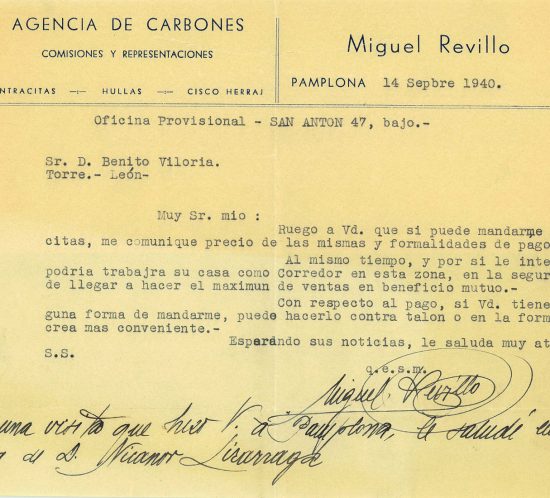 AGENCIA DE CARBONES
COMISIONES Y REPRESENTACIONES
NTRACITAS - HULLAS - CISCO HERRAJ
Miguel Revillo
PAMPLONA 14 Sepbre 1940.
Oficina Provisional - SAN ANTON 47, bajo.-
Sr. D. Benito Viloria.
Torre.- León-
Muy Sr. mio :
Ruego a Vd. que si puede mandarme
citas, me comunique precio de las mismas y formalidades de pago
Al mismo tiempo, y por si le inte
podria trabajra su casa como Corredor en esta zona, en la segur
de llegar a hacer el maximun de ventas en beneficio mutuo.-
Con respecto al pago, si Vd. tiene
guna forma de mandarme, puede hacerlo contra talon o en la form
crea mas conveniente.-
Esperando sus noticias, le saluda muy at
S.S.
q.e.s.m.
Miguel Revillo
una visita que hizo V. a Pamplona, le saludé en
de D. Nicanor Lizarraga